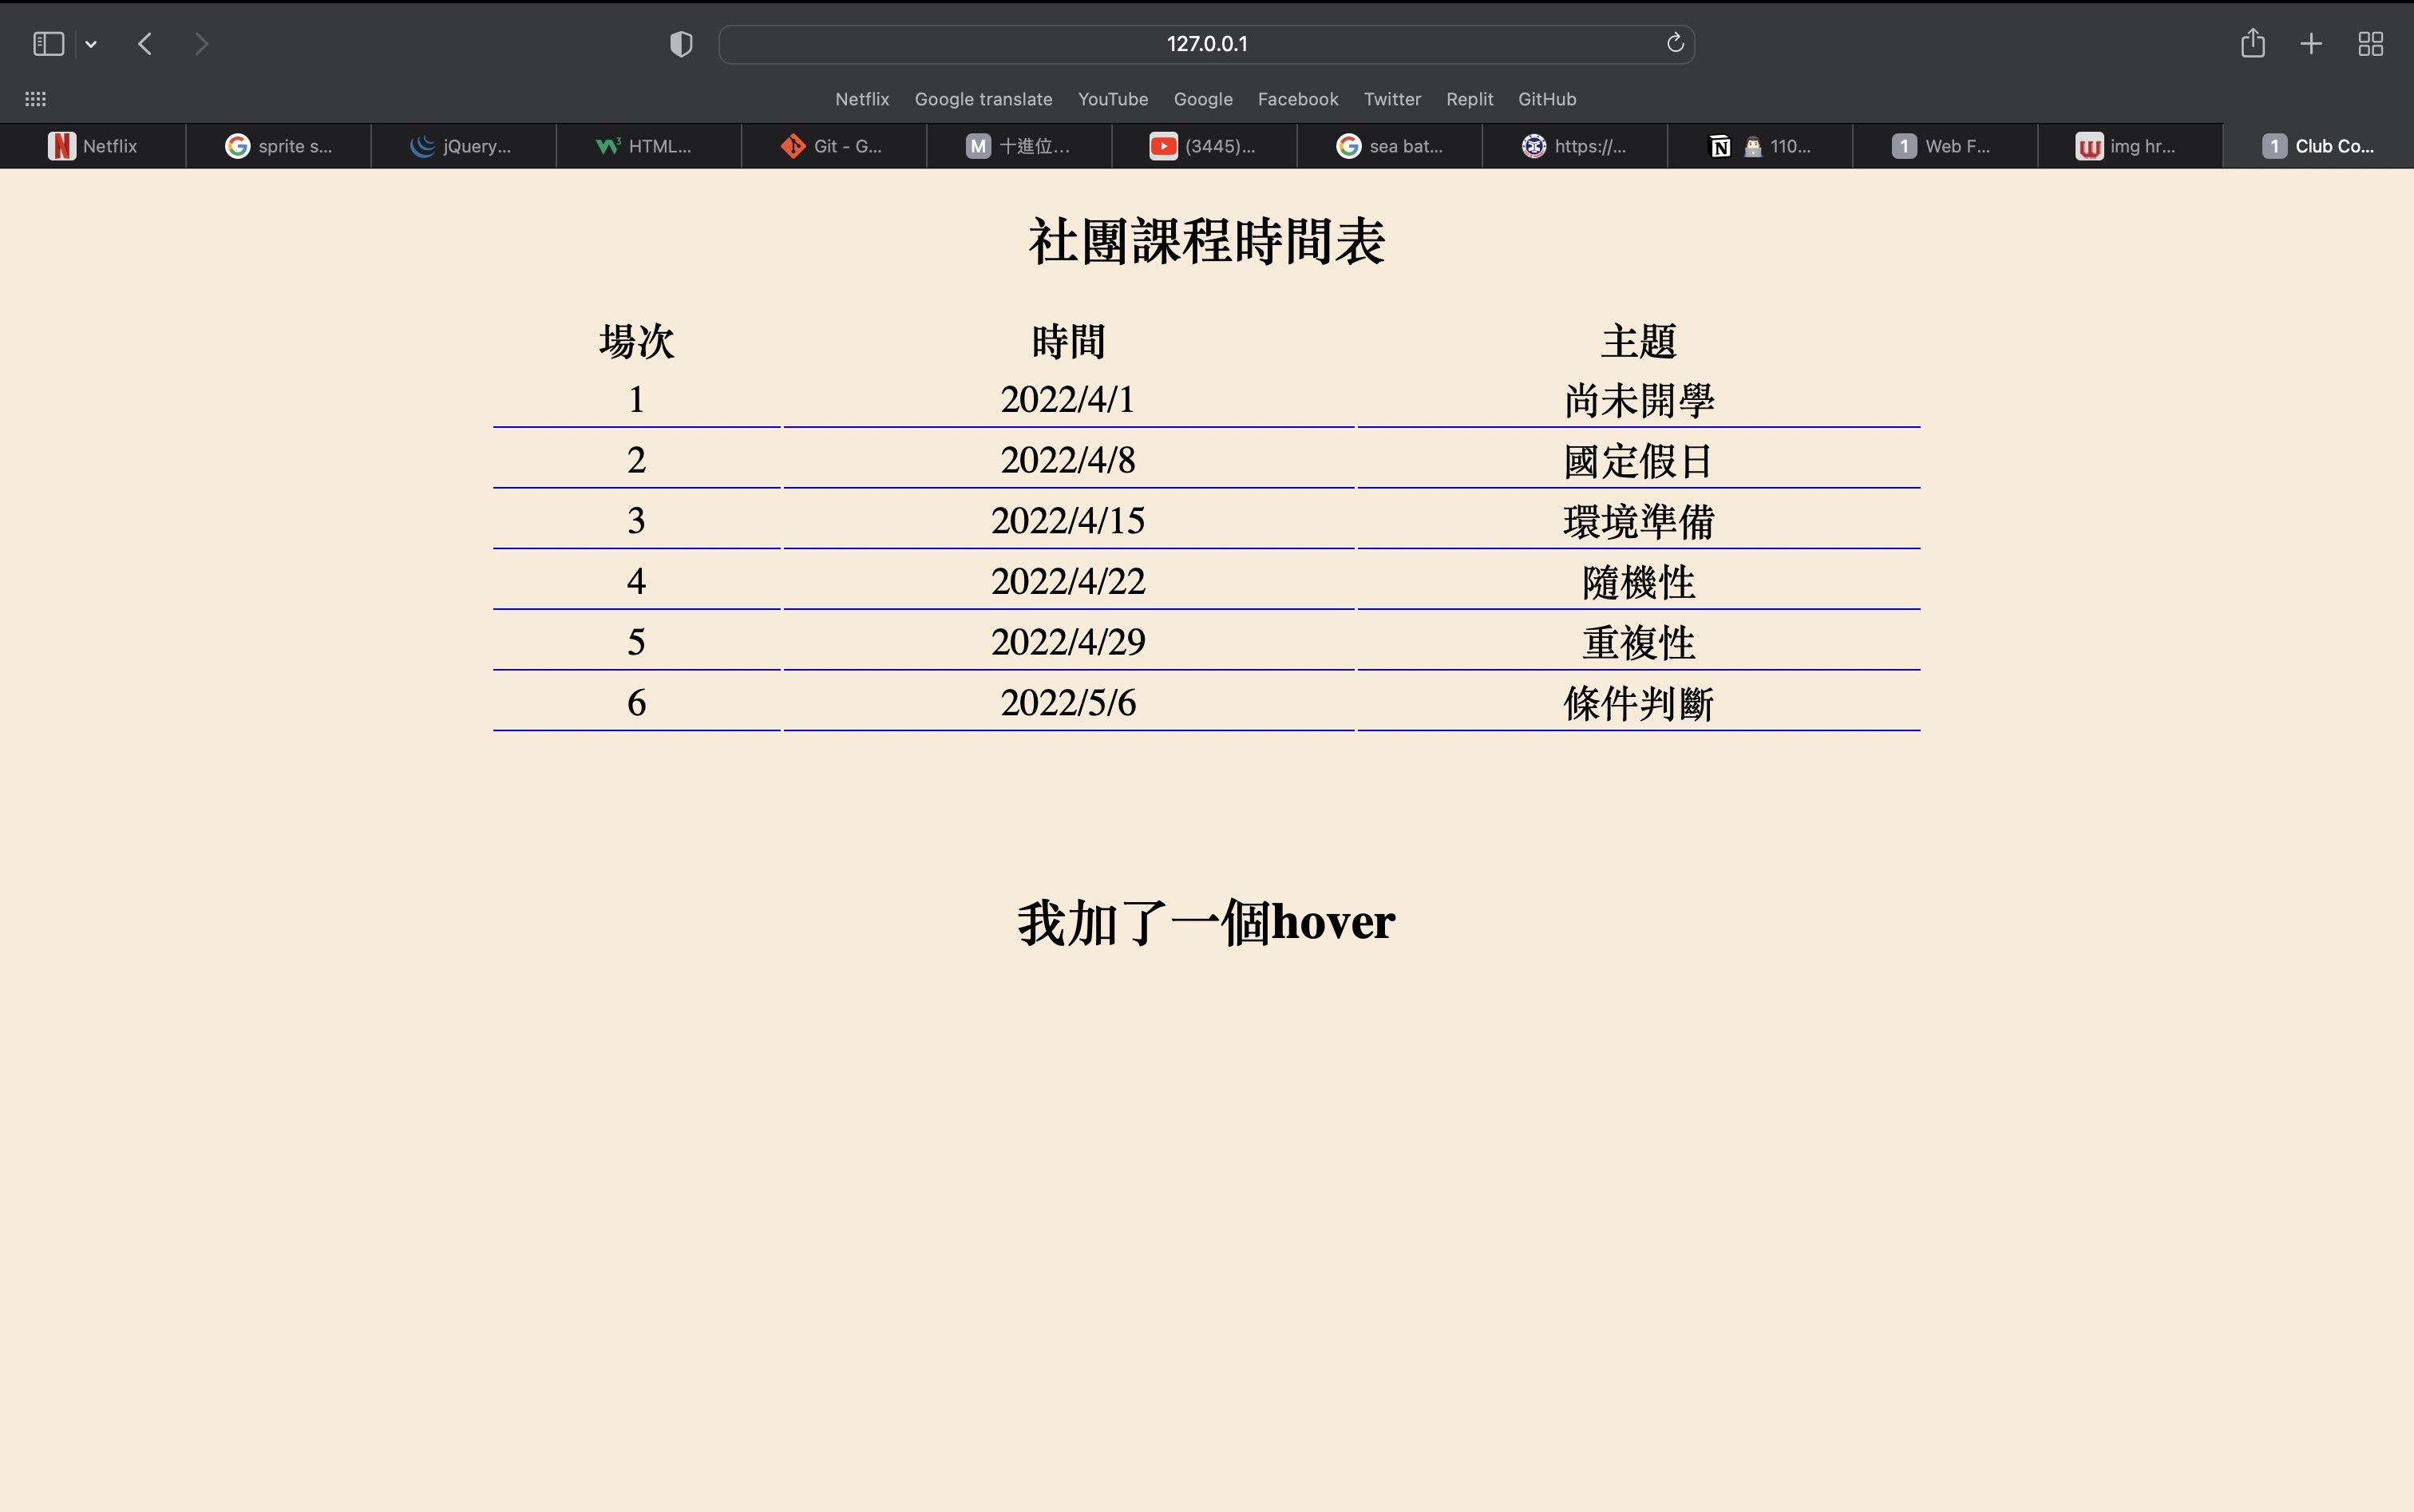 127.0.0.1
Netflix Google translate YouTube Google Facebook Twitter Replit GitHub
Netflix sprite s... jQuery... HTML... Git - G... M 十進位... (3445)... sea bat... https://... 110... 1 Web F... img hr... 1 Club Co...
社團課程時間表
場次 時間 主題
1 2022/4/1 尚未開學
2 2022/4/8 國定假日
3 2022/4/15 環境準備
4 2022/4/22 隨機性
5 2022/4/29 重複性
6 2022/5/6 條件判斷
我加了一個hover